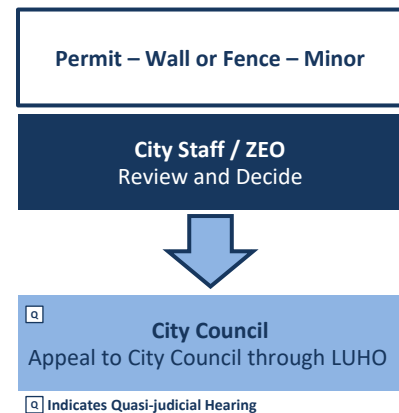 Permit – Wall or Fence – Minor
City Staff / ZEO
Review and Decide
Q
City Council
Appeal to City Council through LUHO
Q Indicates Quasi-judicial Hearing